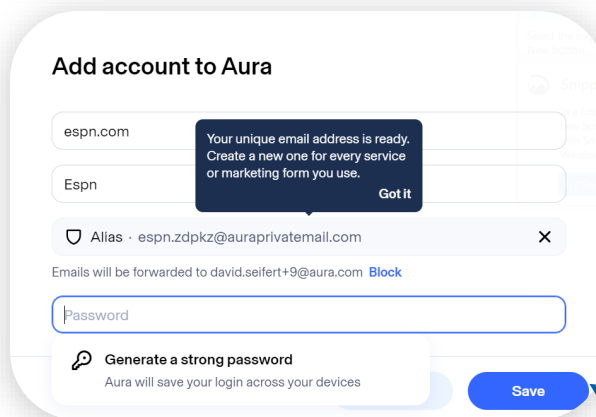 Add account to Aura
espn.com
Your unique email address is ready.
Create a new one for every service
or marketing form you use.
Got it
Espn
Alias · espn.zdpkz@auraprivatemail.com
Emails will be forwarded to david.seifert+9@aura.com Block
Password
Generate a strong password
Aura will save your login across your devices
Save